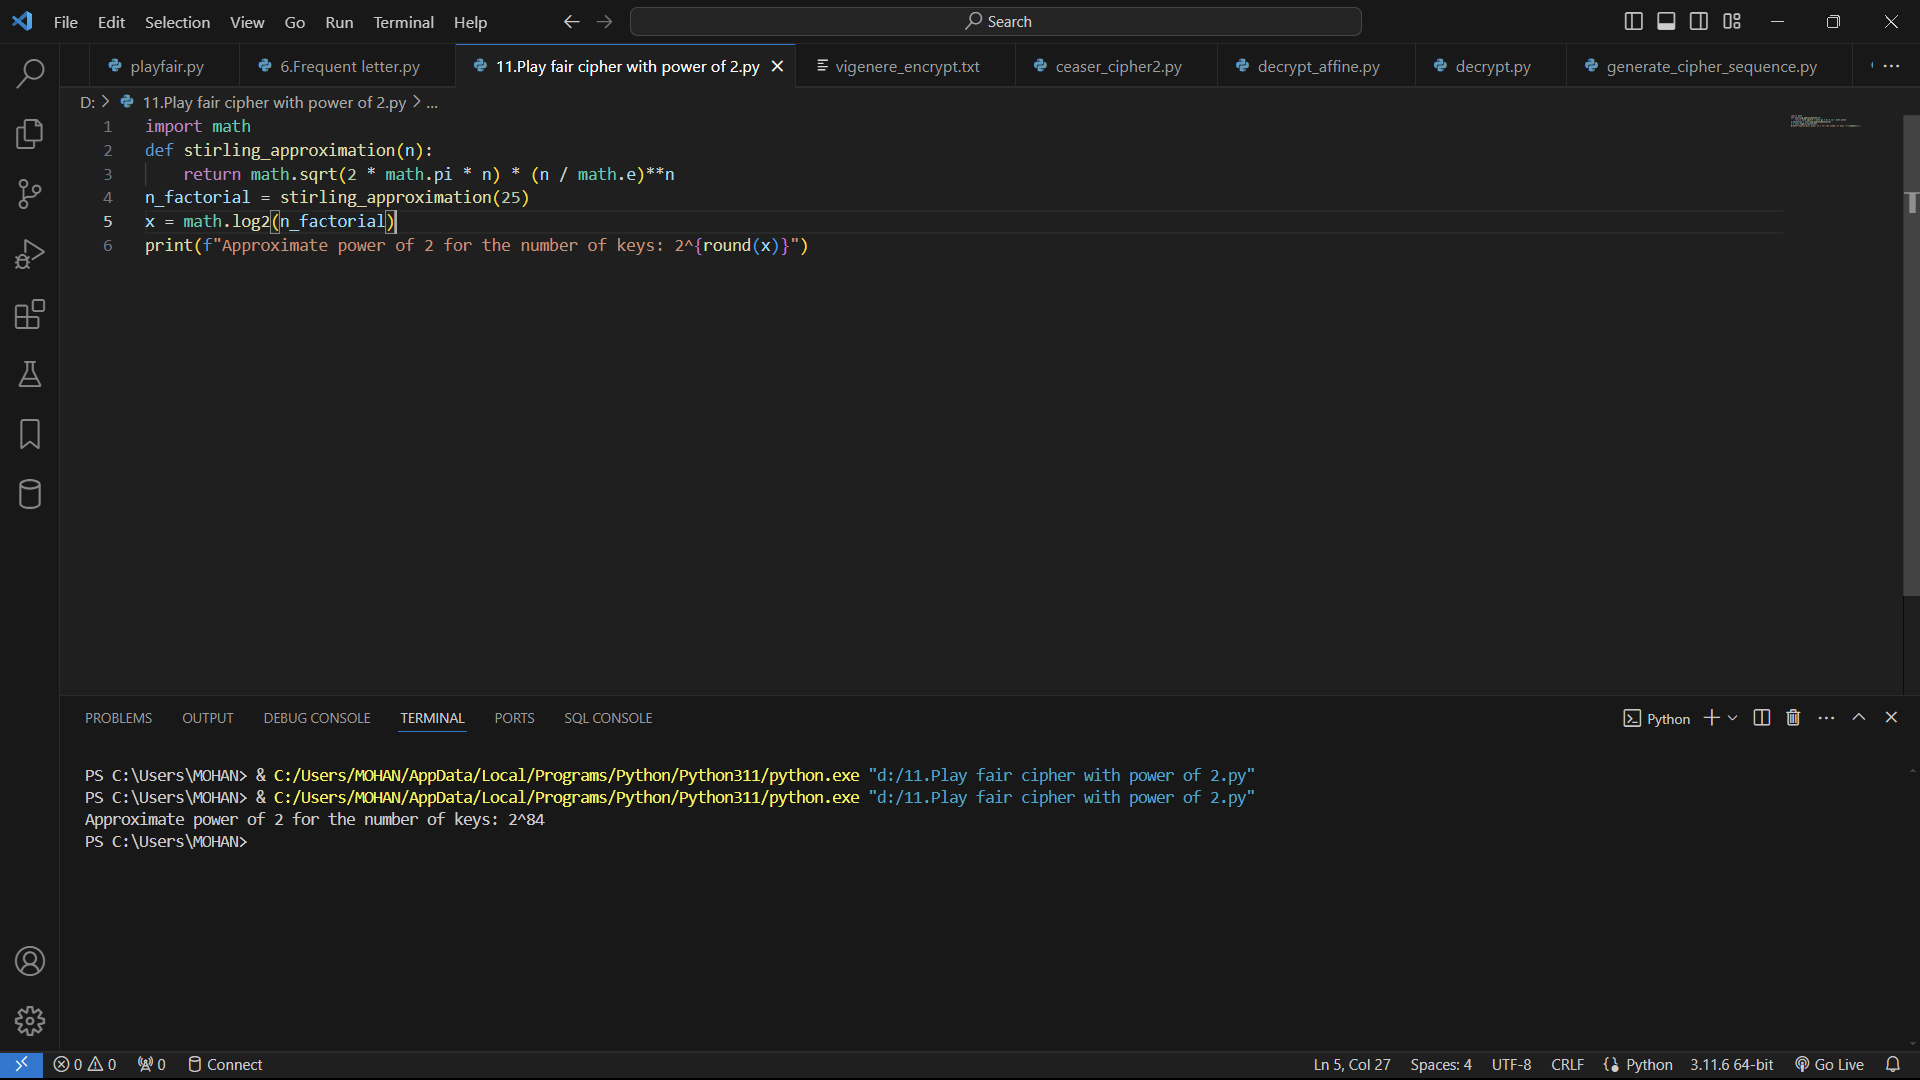 File Edit Selection View Go Run Terminal Help Search
playfair.py 6.Frequent letter.py 11.Play fair cipher with power of 2.py vigenere_encrypt.txt ceaser_cipher2.py decrypt_affine.py decrypt.py generate_cipher_sequence.py ...
D: > 11.Play fair cipher with power of 2.py > ...
1 import math
2 def stirling_approximation(n):
3     return math.sqrt(2 * math.pi * n) * (n / math.e)**n
4 n_factorial = stirling_approximation(25)
5 x = math.log2(n_factorial)
6 print(f"Approximate power of 2 for the number of keys: 2^{round(x)}")
PROBLEMS OUTPUT DEBUG CONSOLE TERMINAL PORTS SQL CONSOLE Python
PS C:\Users\MOHAN> & C:/Users/MOHAN/AppData/Local/Programs/Python/Python311/python.exe "d:/11.Play fair cipher with power of 2.py"
PS C:\Users\MOHAN> & C:/Users/MOHAN/AppData/Local/Programs/Python/Python311/python.exe "d:/11.Play fair cipher with power of 2.py"
Approximate power of 2 for the number of keys: 2^84
PS C:\Users\MOHAN>
0 0 0 Connect Ln 5, Col 27 Spaces: 4 UTF-8 CRLF Python 3.11.6 64-bit Go Live